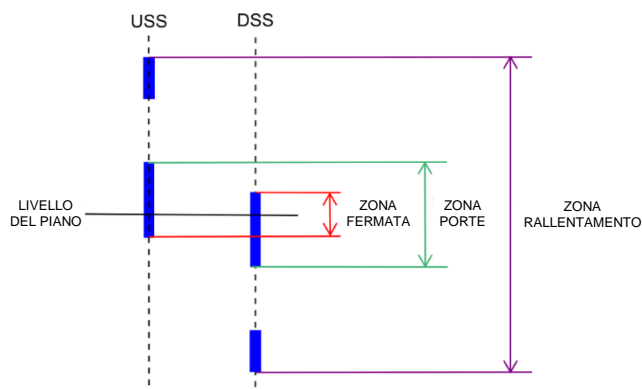 USS
DSS
LIVELLO
DEL PIANO
ZONA
FERMATA
ZONA
PORTE
ZONA
RALLENTAMENTO